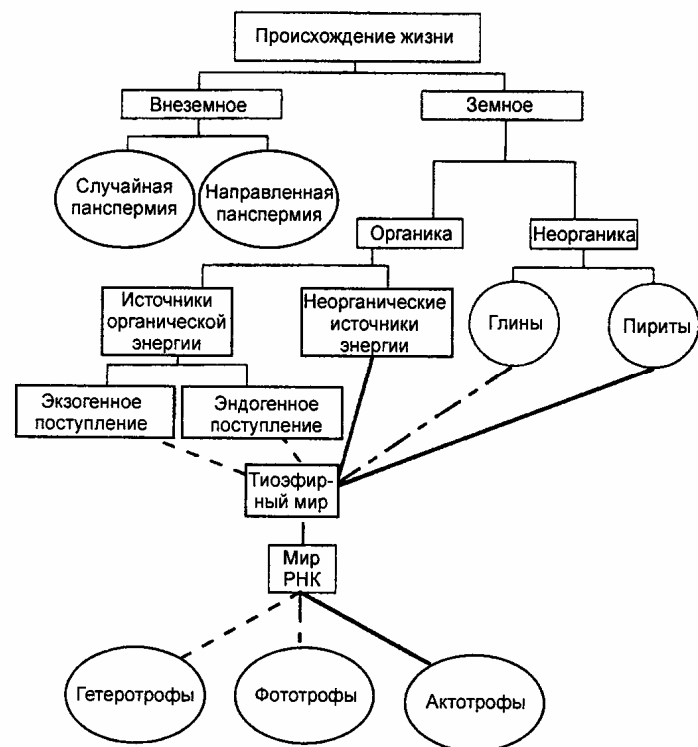 Происхождение жизни
Внеземное
Земное
Случайная
панспермия
Направленная
панспермия
Органика
Неорганика
Источники
органической
энергии
Неорганические
источники
энергии
Глины
Пириты
Экзогенное
поступление
Эндогенное
поступление
Тиоэфир-
ный мир
Мир
РНК
Гетеротрофы
Фототрофы
Актотрофы